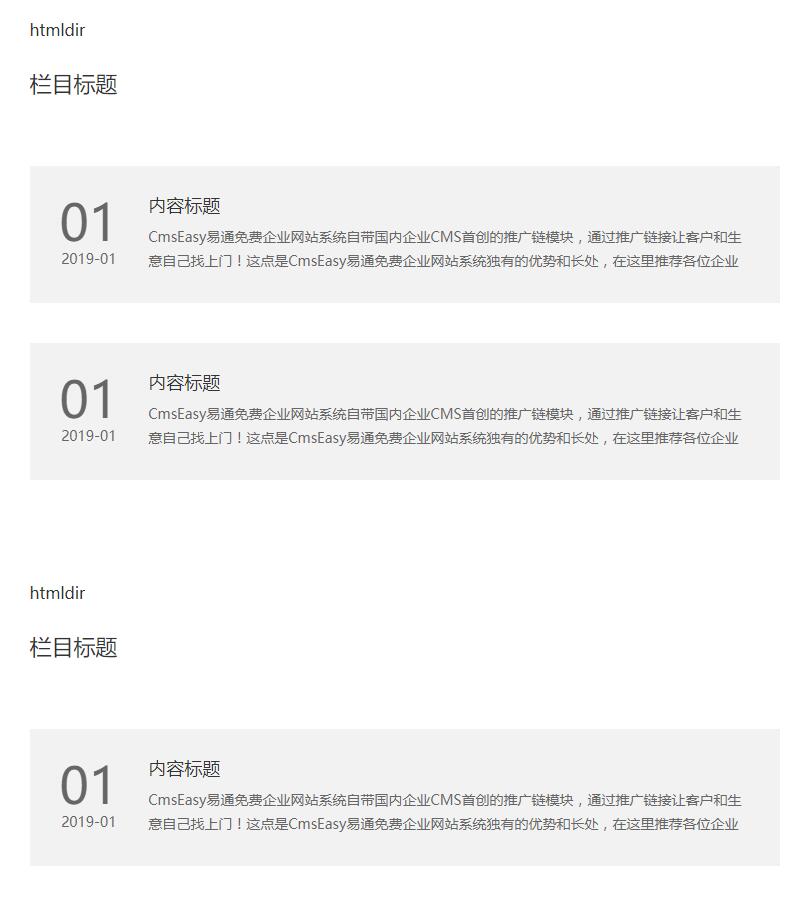 htmldir
栏目标题
01
2019-01
内容标题
CmsEasy易通免费企业网站系统自带国内企业CMS首创的推广链模块，通过推广链接让客户和生
意自己找上门！这点是CmsEasy易通免费企业网站系统独有的优势和长处，在这里推荐各位企业
01
2019-01
内容标题
CmsEasy易通免费企业网站系统自带国内企业CMS首创的推广链模块，通过推广链接让客户和生
意自己找上门！这点是CmsEasy易通免费企业网站系统独有的优势和长处，在这里推荐各位企业
htmldir
栏目标题
01
2019-01
内容标题
CmsEasy易通免费企业网站系统自带国内企业CMS首创的推广链模块，通过推广链接让客户和生
意自己找上门！这点是CmsEasy易通免费企业网站系统独有的优势和长处，在这里推荐各位企业